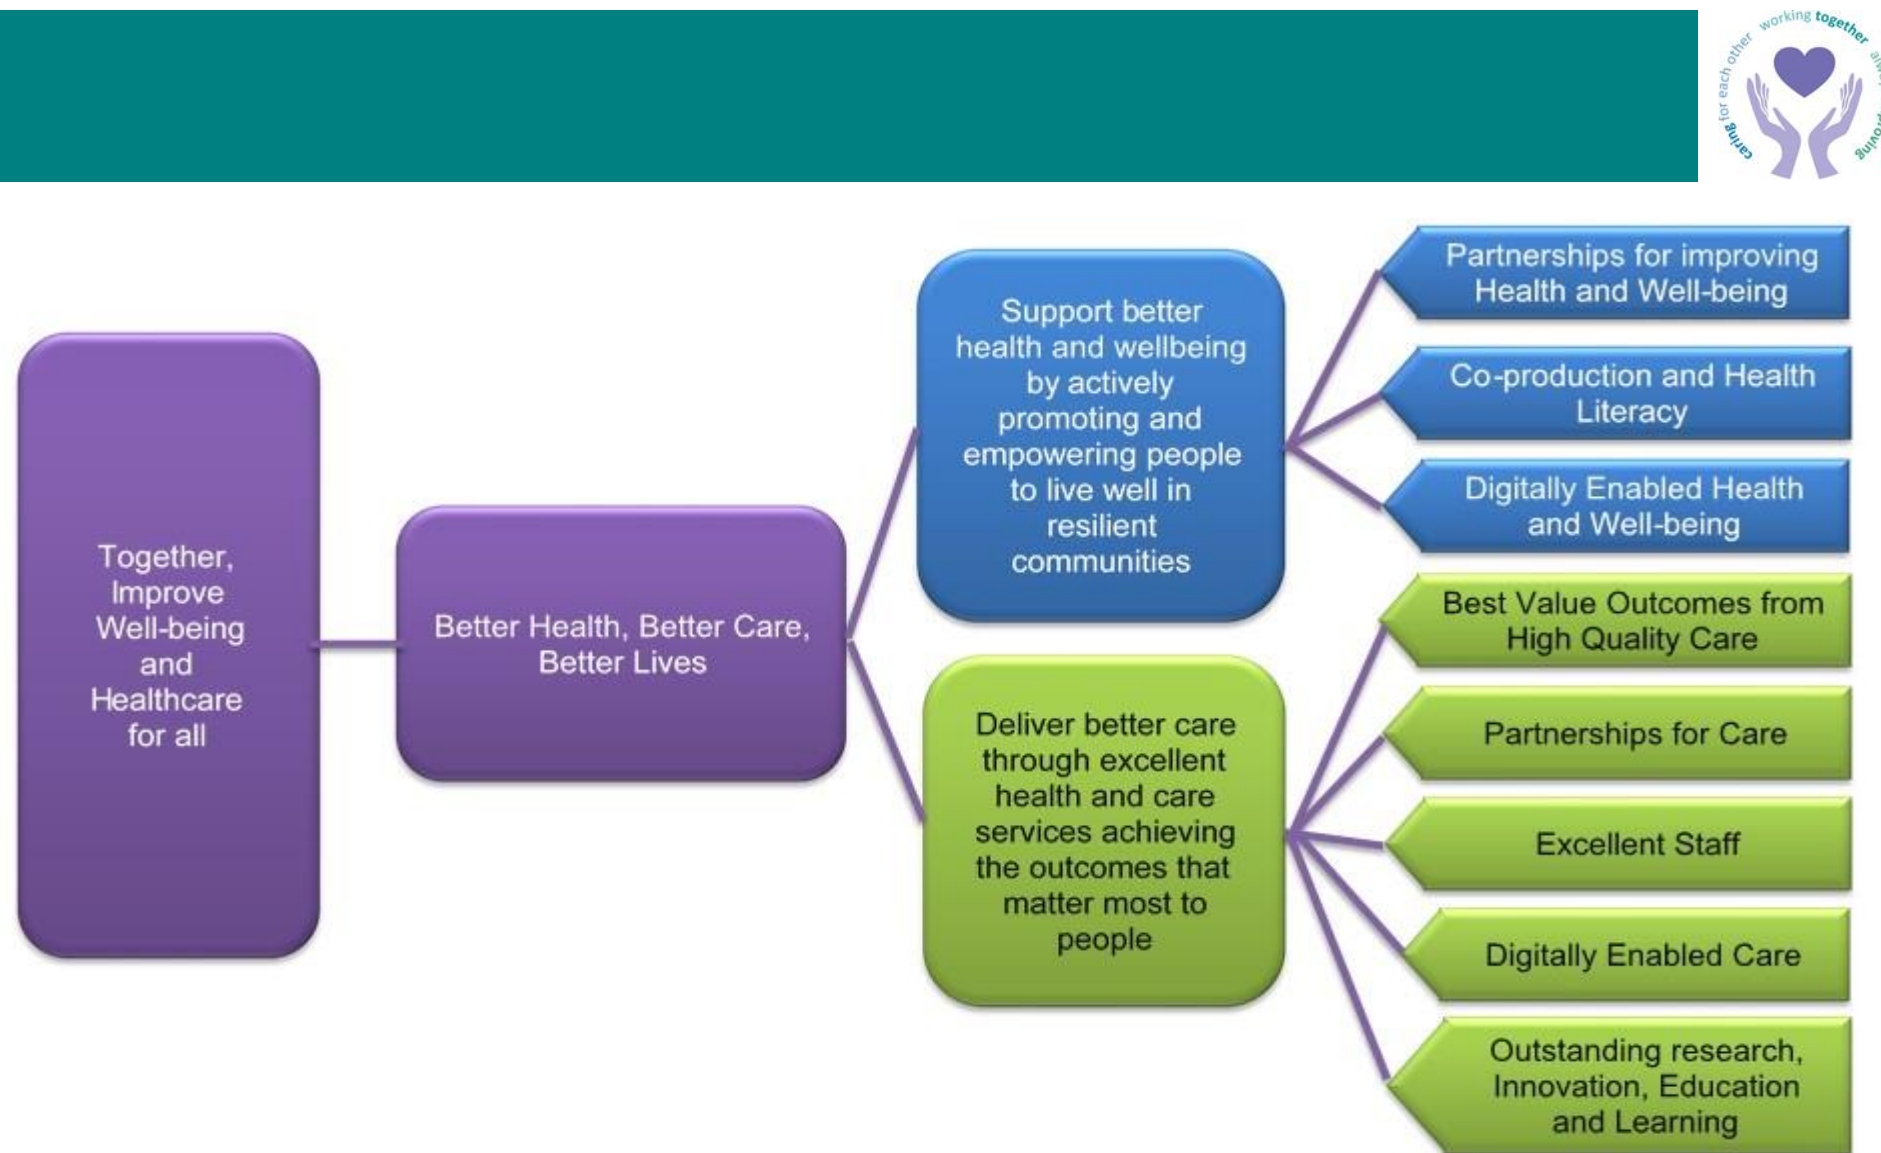 caring for each other working together
Together,
Improve
Well-being
and
Healthcare
for all
Better Health, Better Care,
Better Lives
Support better
health and wellbeing
by actively
promoting and
empowering people
to live well in
resilient
communities
Deliver better care
through excellent
health and care
services achieving
the outcomes that
matter most to
people
Partnerships for improving
Health and Well-being
Co-production and Health
Literacy
Digitally Enabled Health
and Well-being
Best Value Outcomes from
High Quality Care
Partnerships for Care
Excellent Staff
Digitally Enabled Care
Outstanding research,
Innovation, Education
and Learning